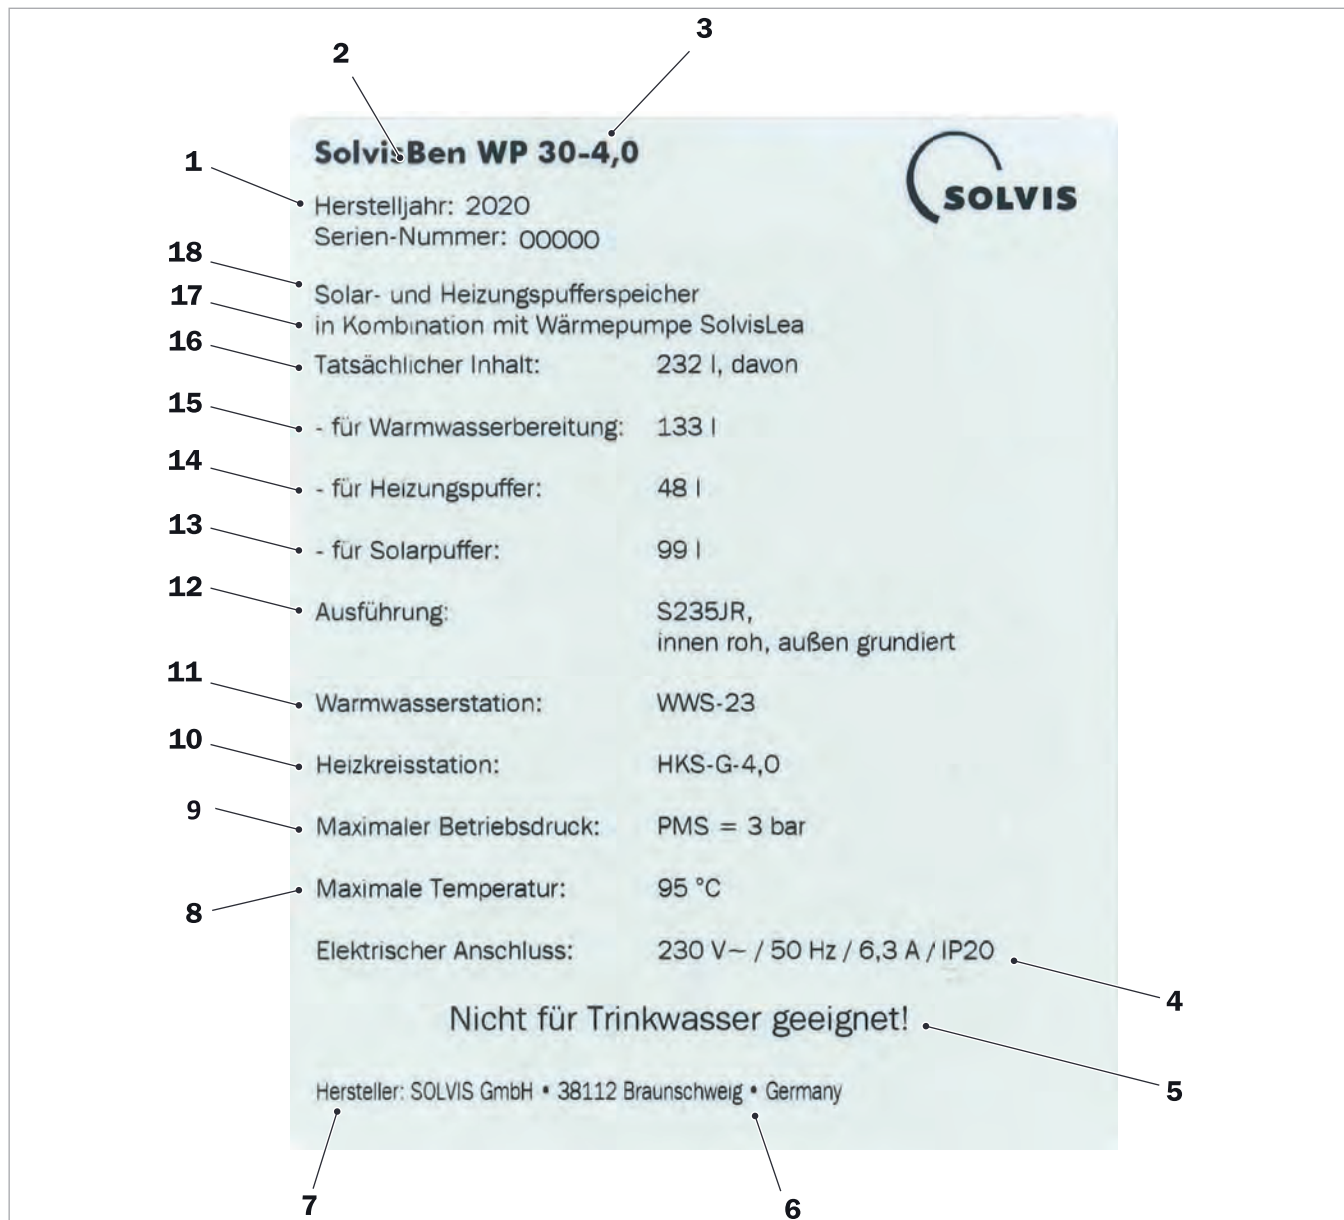 3
2
SolvisBen WP 30-4,0
SOLVIS
1
Herstelljahr: 2020
Serien-Nummer: 00000
18
Solar- und Heizungspufferspeicher
17
in Kombination mit Wärmepumpe SolvisLea
16
Tatsächlicher Inhalt: 232 l, davon
15
- für Warmwasserbereitung: 133 l
14
- für Heizungspuffer: 48 l
13
- für Solarpuffer: 99 l
12
Ausführung: S235JR,
innen roh, außen grundiert
11
Warmwasserstation: WWS-23
10
Heizkreisstation: HKS-G-4,0
9
Maximaler Betriebsdruck: PMS = 3 bar
8
Maximale Temperatur: 95 °C
Elektrischer Anschluss: 230 V~ / 50 Hz / 6,3 A / IP20
4
Nicht für Trinkwasser geeignet!
5
Hersteller: SOLVIS GmbH • 38112 Braunschweig • Germany
7
6